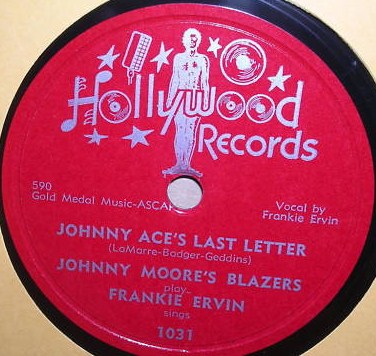 Hollywood
Records
590
Gold Medal Music-ASCAP
Vocal by
Frankie Ervin
JOHNNY ACE'S LAST LETTER
(LaMarre-Badger-Geddins)
JOHNNY MOORE'S BLAZERS
play
FRANKIE ERVIN
sings
1031